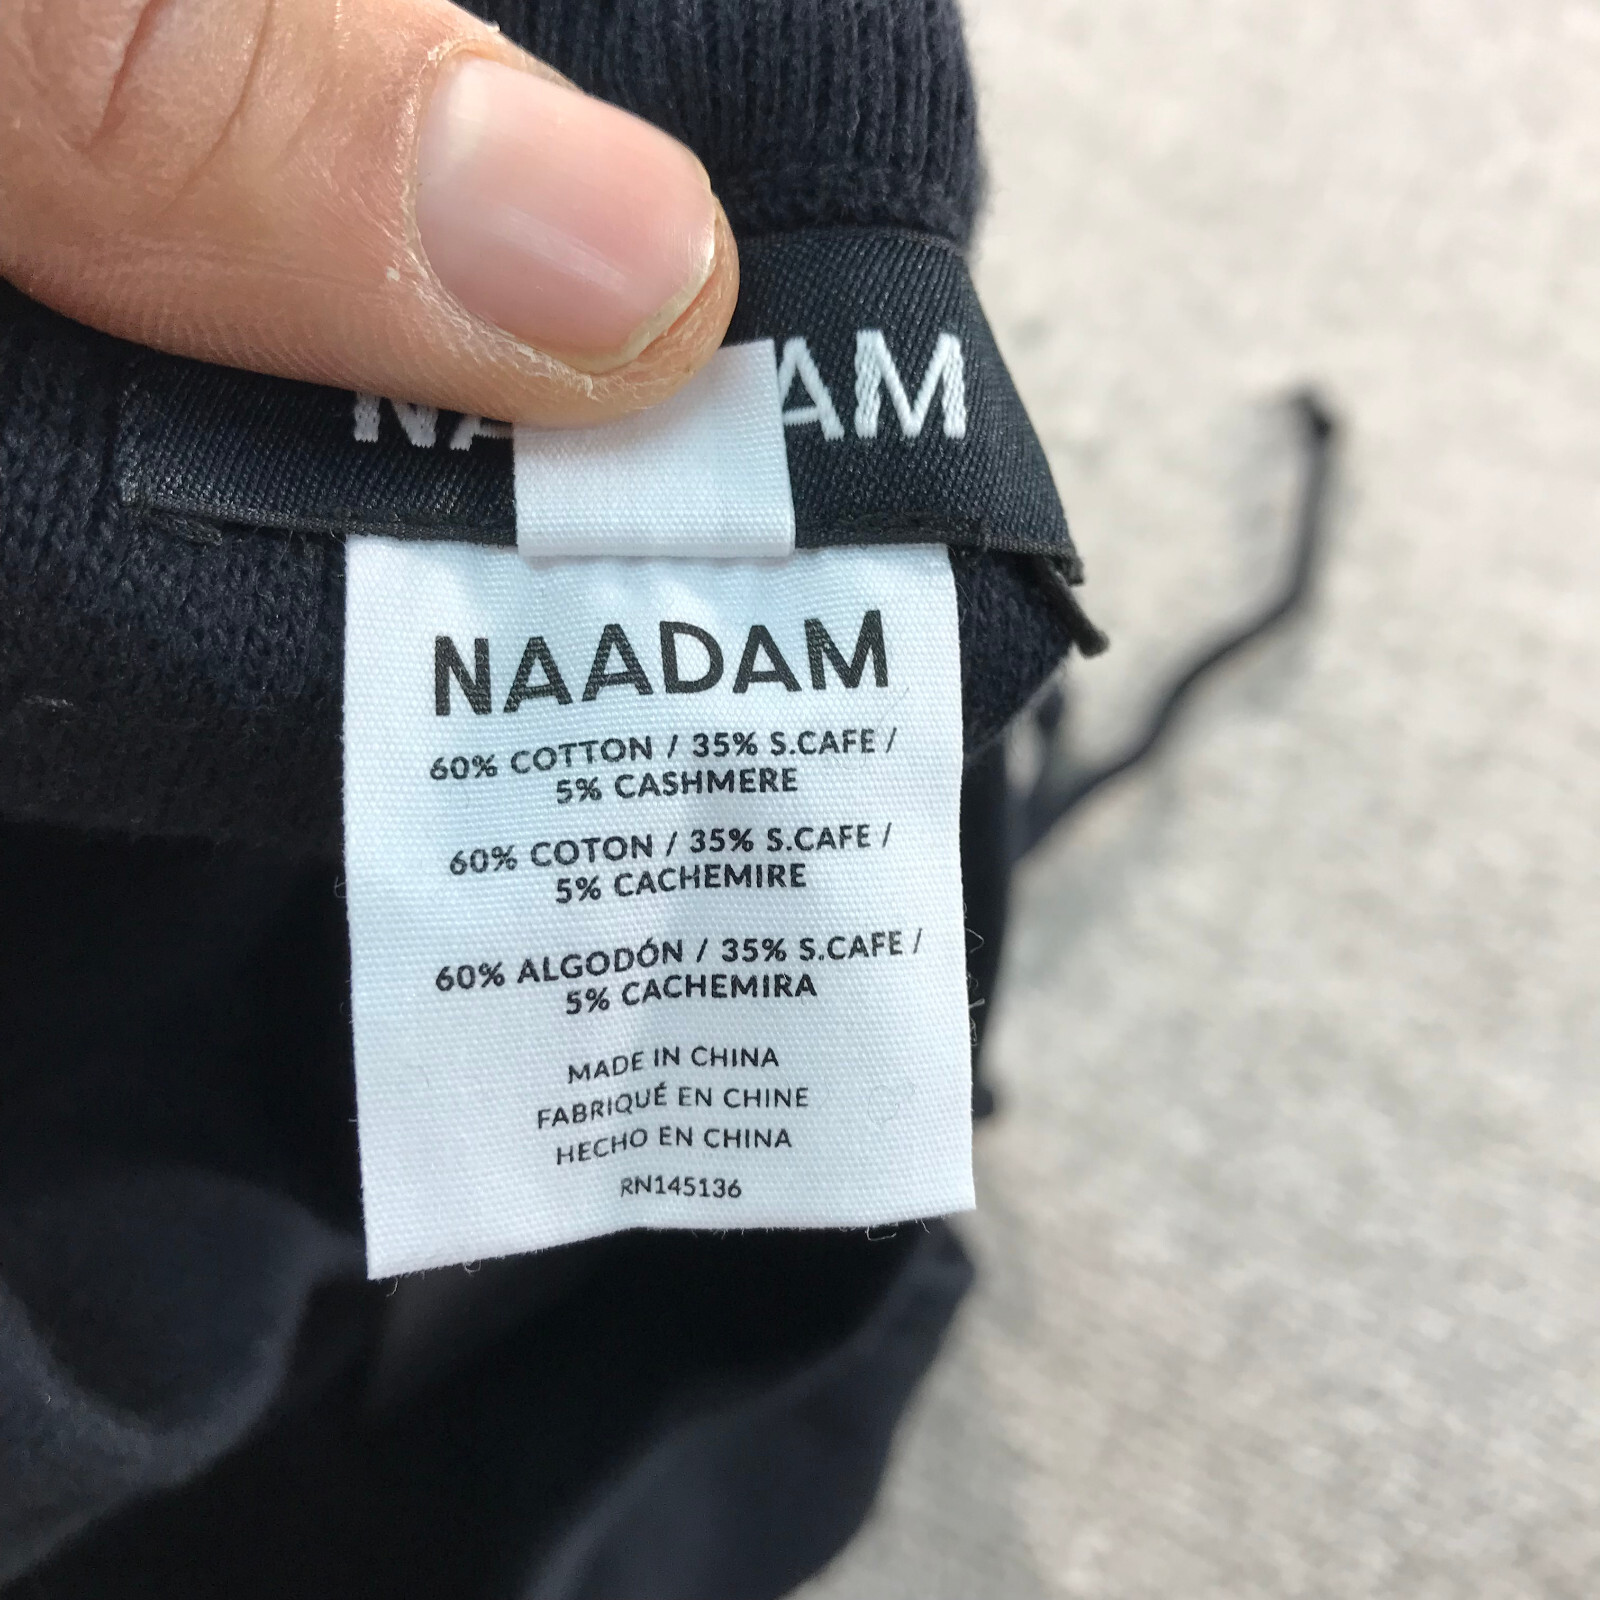 NAADAM
60% COTTON / 35% S.CAFE /
5% CASHMERE
60% COTON / 35% S.CAFE /
5% CACHEMIRE
60% ALGODÓN / 35% S.CAFE /
5% CACHEMIRA
MADE IN CHINA
FABRIQUÉ EN CHINE
HECHO EN CHINA
RN145136